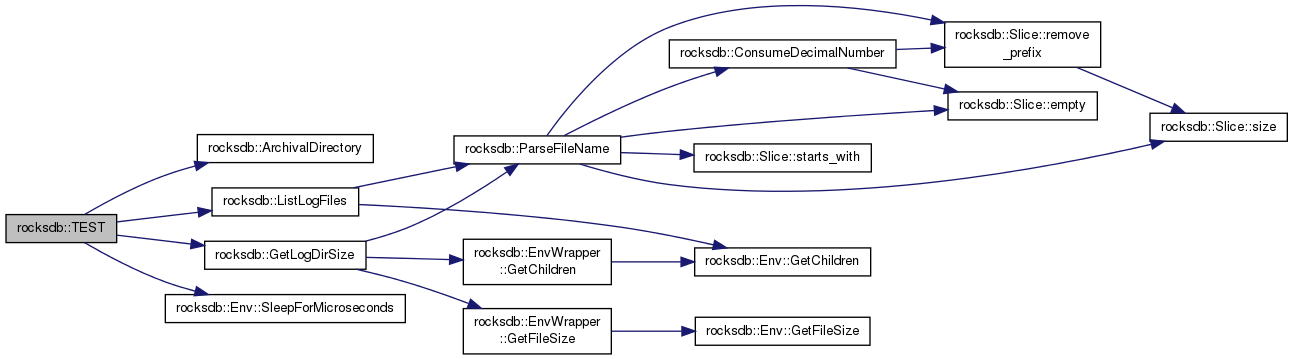 rocksdb::TEST
rocksdb::ArchivalDirectory
rocksdb::ListLogFiles
rocksdb::GetLogDirSize
rocksdb::Env::SleepForMicroseconds
rocksdb::ParseFileName
rocksdb::EnvWrapper
::GetChildren
rocksdb::EnvWrapper
::GetFileSize
rocksdb::ConsumeDecimalNumber
rocksdb::Slice::starts_with
rocksdb::Env::GetChildren
rocksdb::Env::GetFileSize
rocksdb::Slice::remove
_prefix
rocksdb::Slice::empty
rocksdb::Slice::size